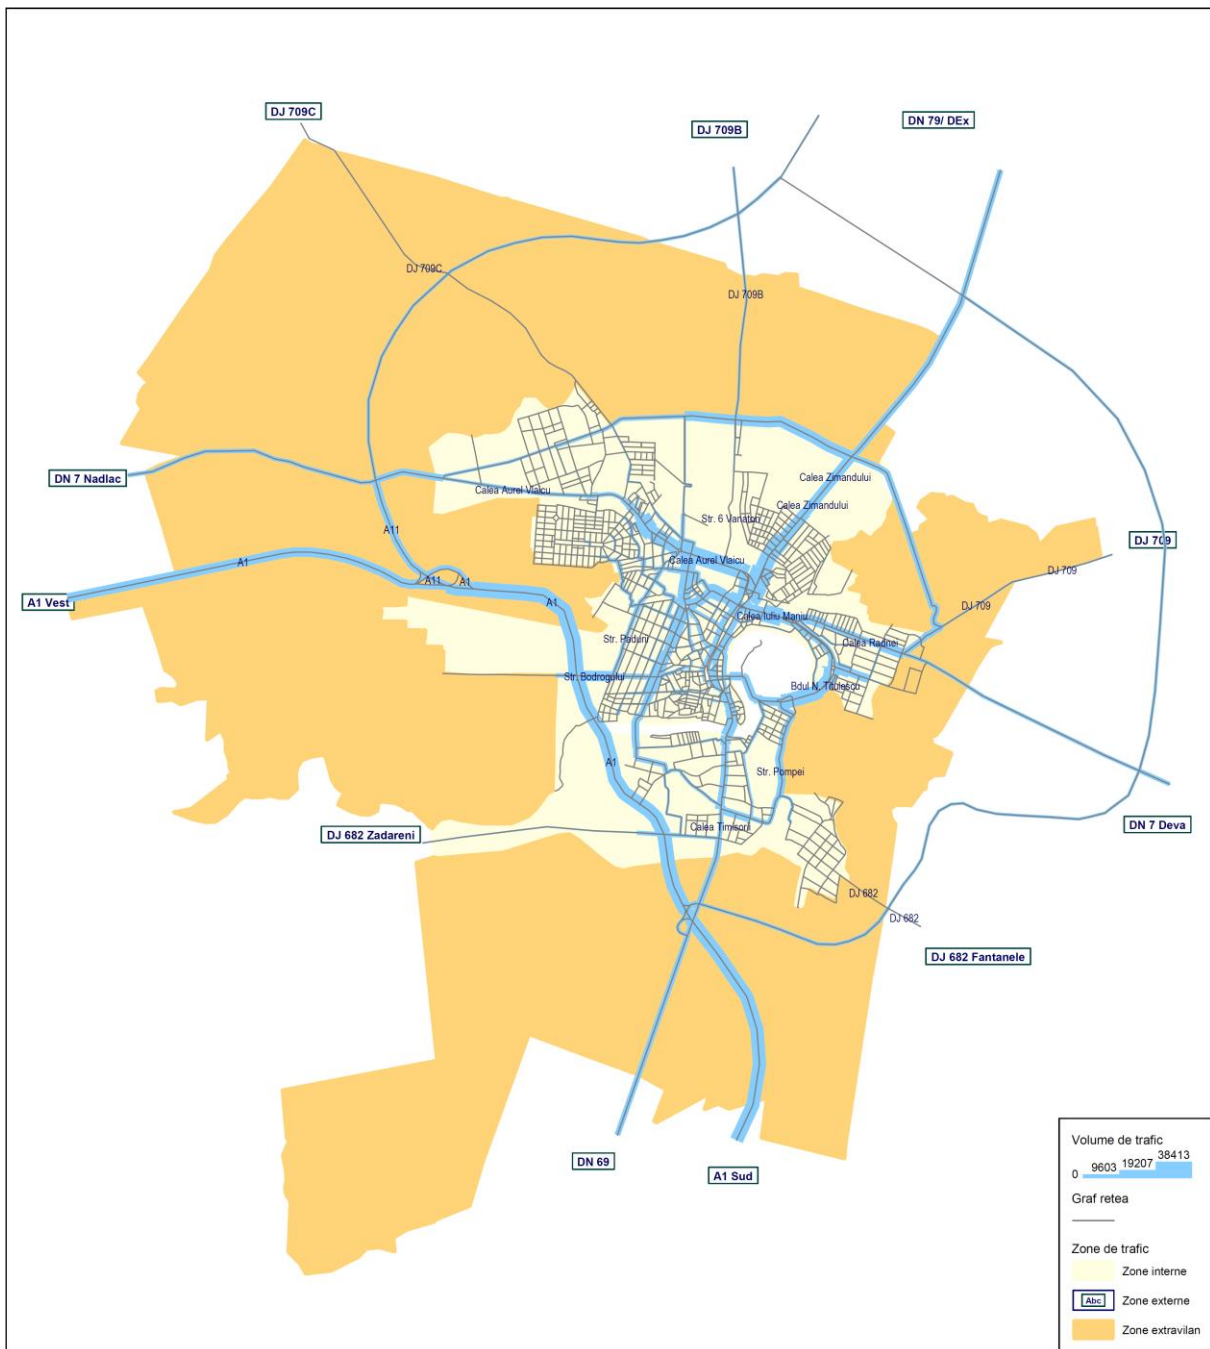 DJ 709C
DJ 709B
DN 79/ DEx
DJ 709C
DJ 709B
DN 7 Nadlac
Calea Zimandului
Calea Aurel Vlaicu
Calea Zimandului
Str. 6 Vanatori
A11
DJ 709
A1
Calea Aurel Vlaicu
DJ 709
A11
A1
A1 Vest
A1
DJ 709
Calea Iuliu Maniu
Str. Padurii
Calea Radnei
Str. Bodrogului
Bdul N. Titulescu
A1
Str. Pompei
DN 7 Deva
Calea Timisorii
DJ 682 Zadareni
DJ 682
DJ 682
DJ 682 Fantanele
DN 69
A1 Sud
Volume de trafic
0 9603 19207 38413
Graf retea
Zone de trafic
Zone interne
Abc Zone externe
Zone extravilan